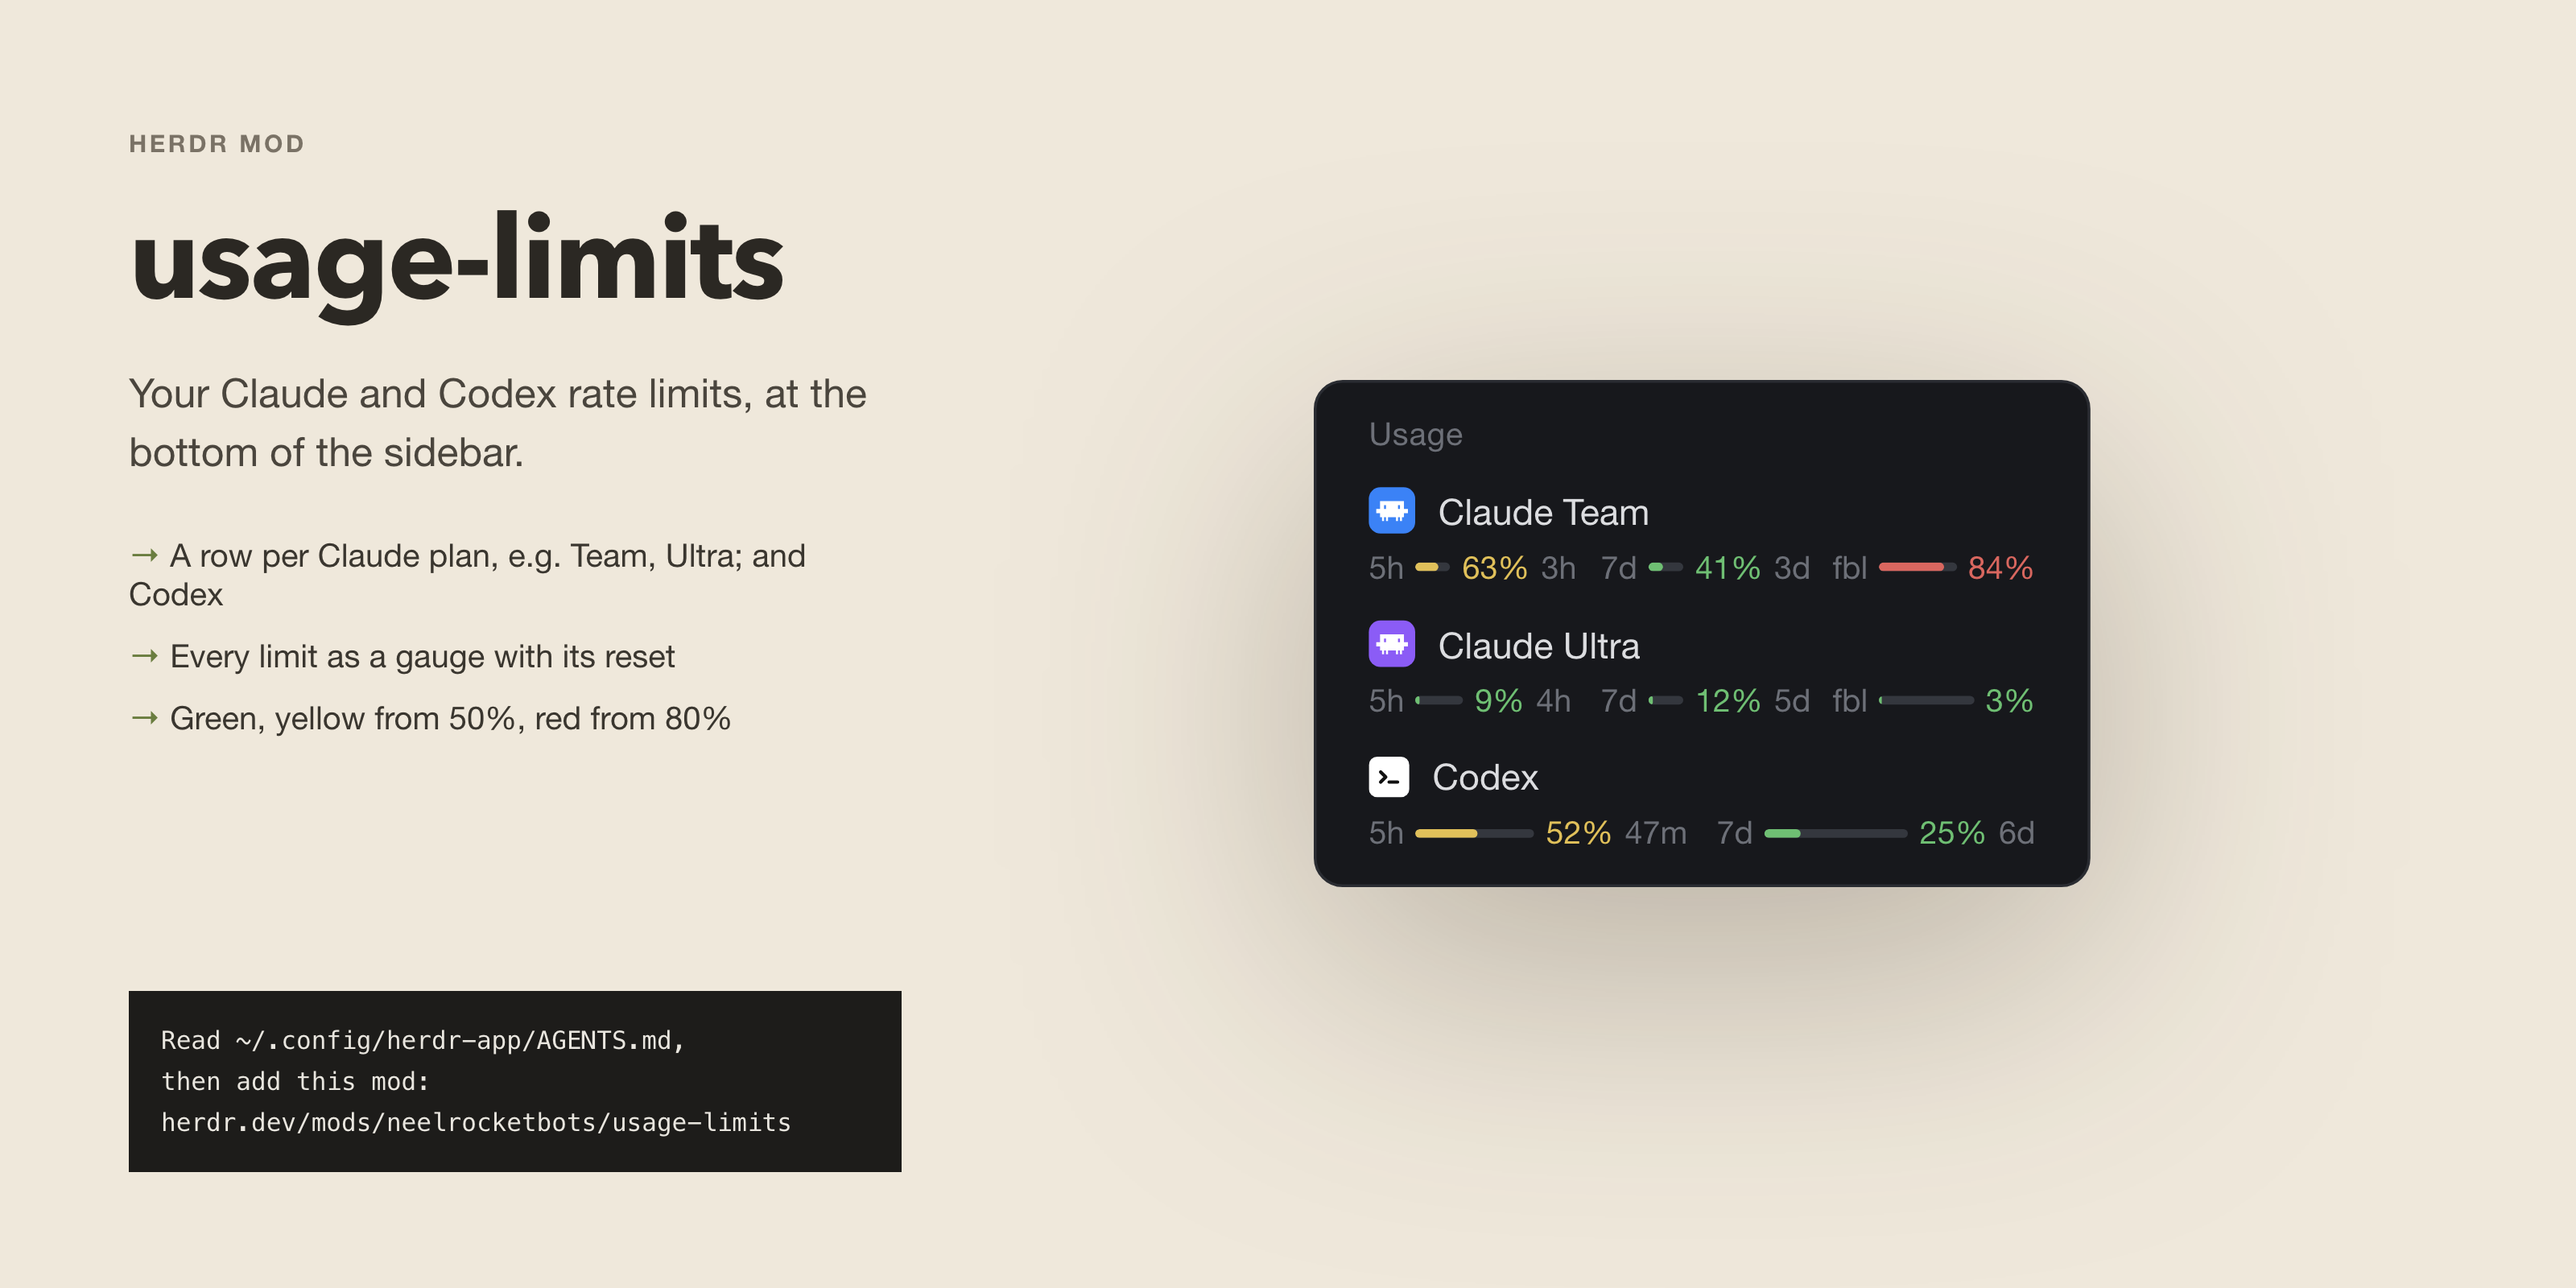 HERDR MOD
usage-limits
Your Claude and Codex rate limits, at the
bottom of the sidebar.
→ A row per Claude plan, e.g. Team, Ultra; and
Codex
→ Every limit as a gauge with its reset
→ Green, yellow from 50%, red from 80%
Read ~/.config/herdr-app/AGENTS.md,
then add this mod:
herdr.dev/mods/neelrocketbots/usage-limits
Usage
Claude Team
5h 63% 3h 7d 41% 3d fbl 84%
Claude Ultra
5h 9% 4h 7d 12% 5d fbl 3%
>_ Codex
5h 52% 47m 7d 25% 6d